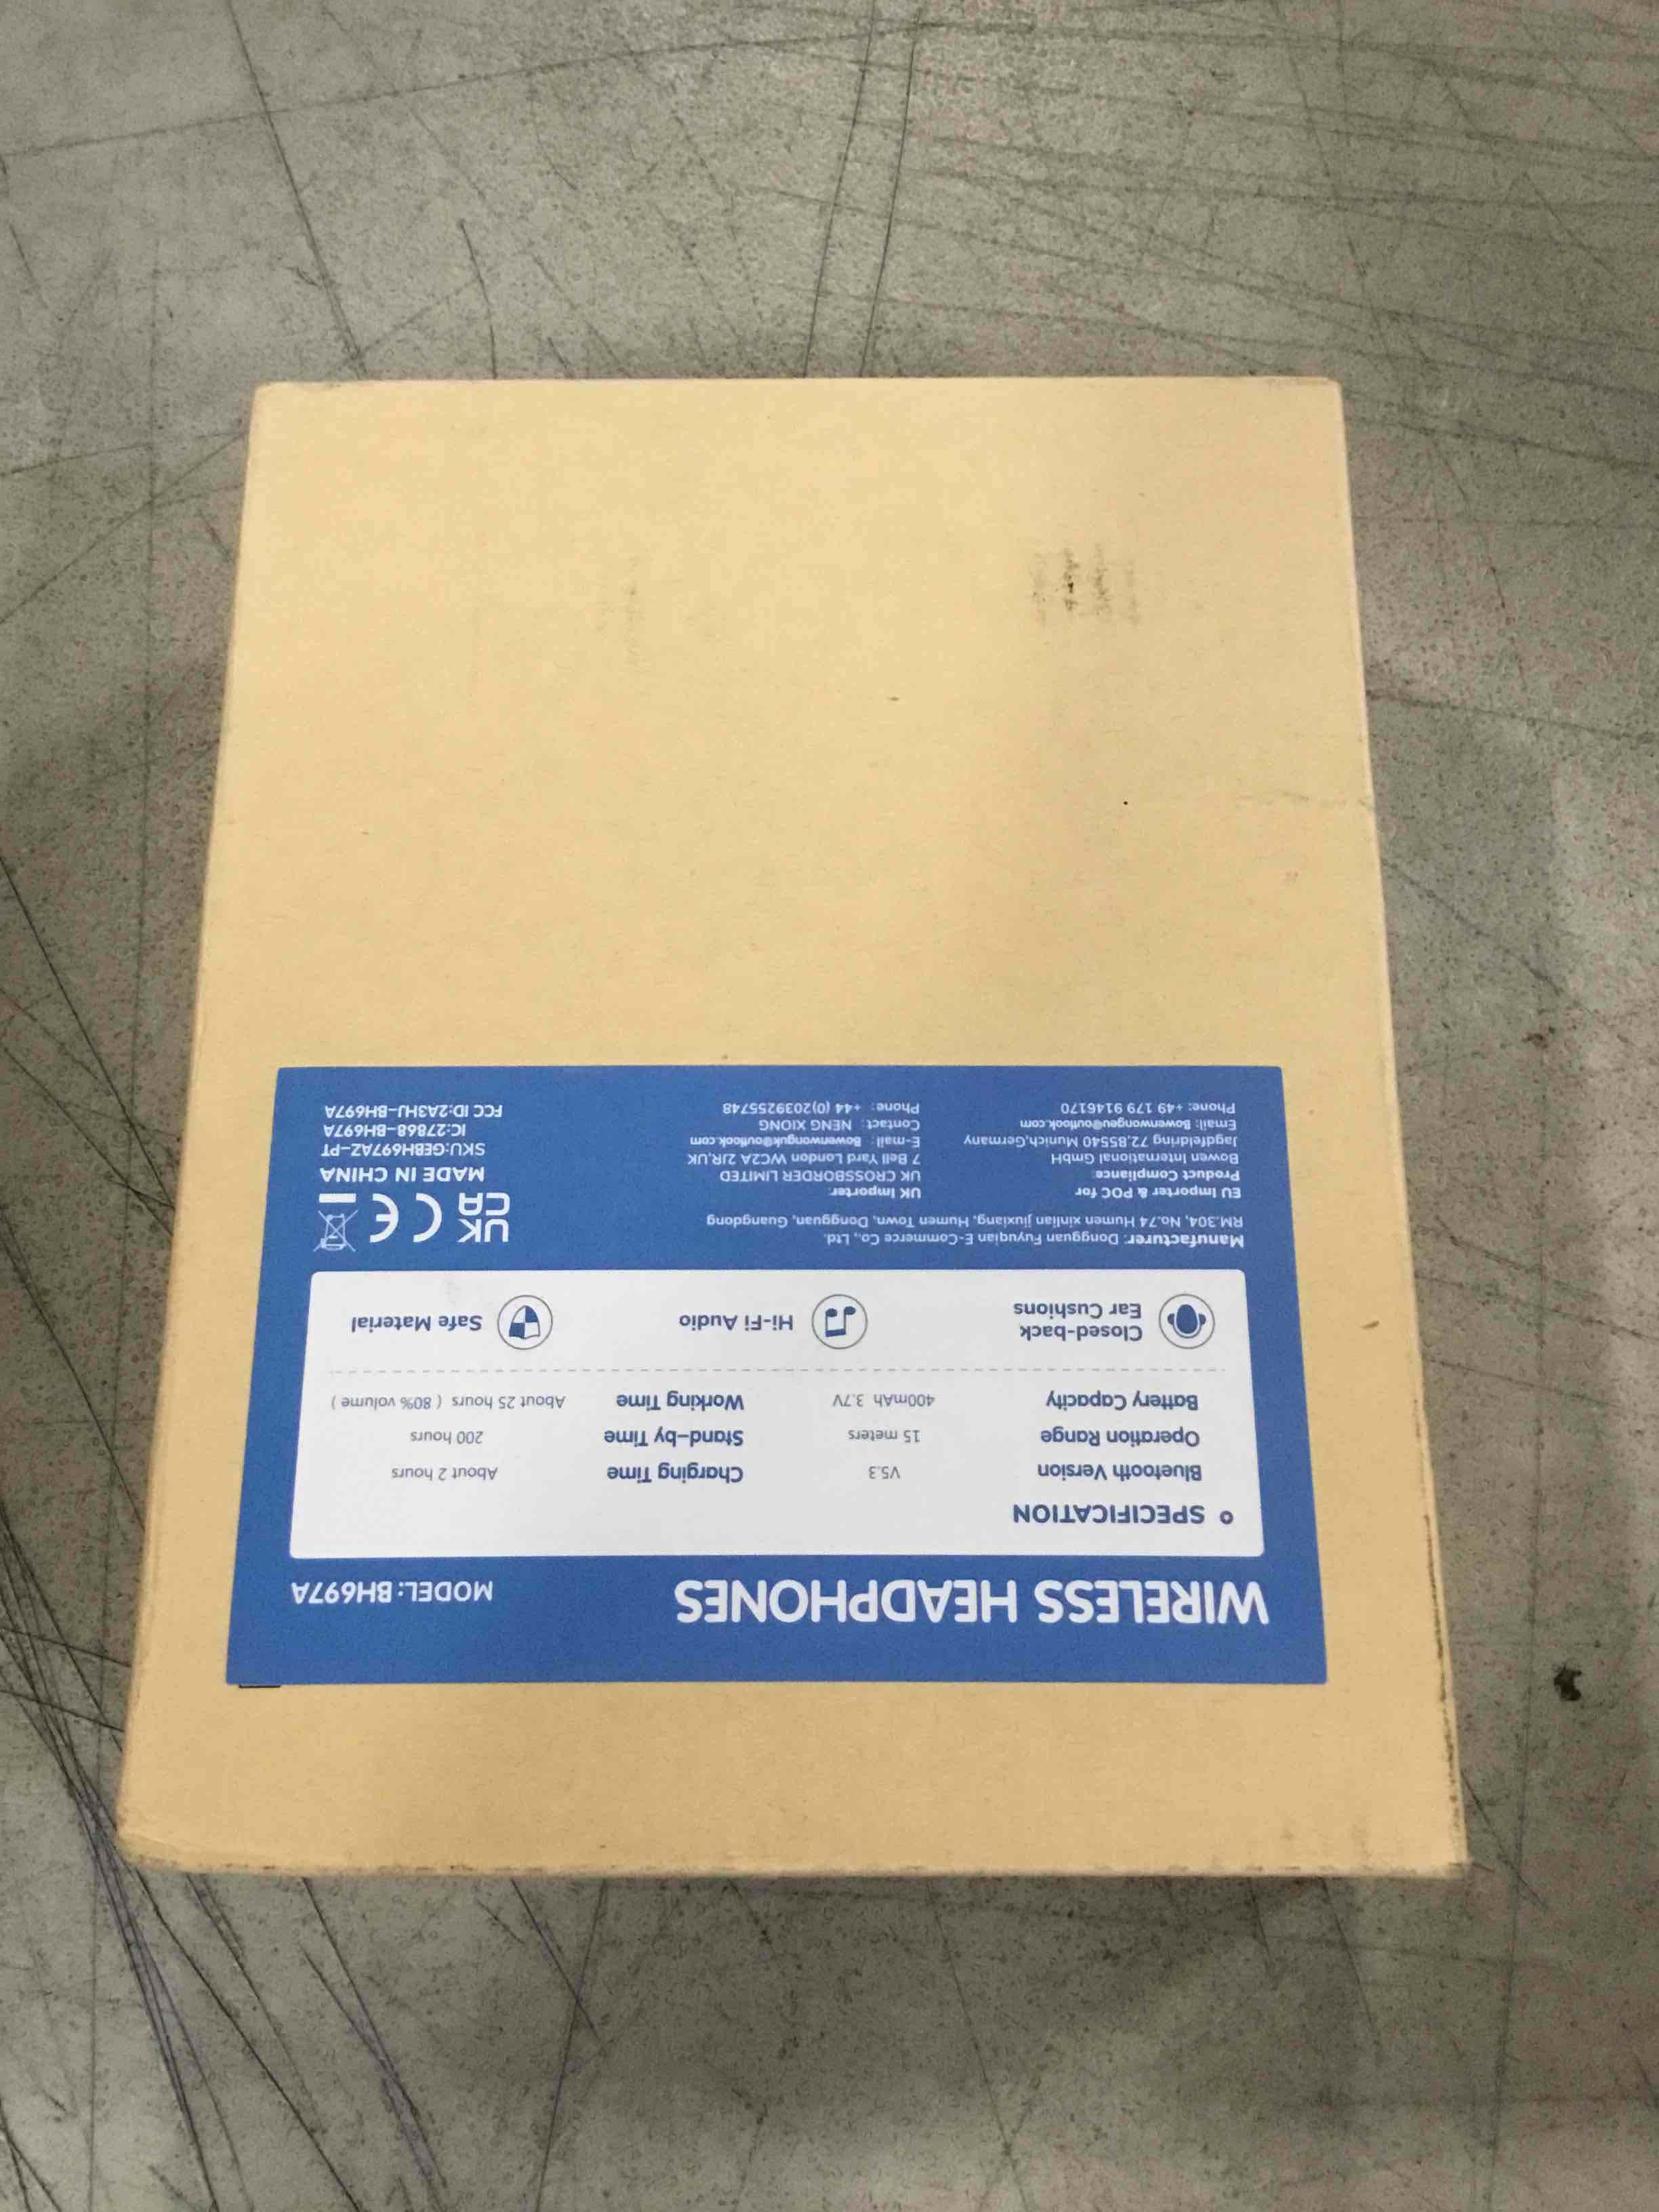 WIRELESS HEADPHONES MODEL:BH697A
SPECIFICATION
Bluetooth Version V5.3 Charging Time About 2 hours
Operation Range 15 meters Stand-by Time 200 hours
Battery Capacity 400mAh 3.7V Working Time About 25 hours ( 80% volume )
Closed-back
Ear Cushions
Hi-Fi Audio
Safe Material
Manufacturer: Dongguan Fuyuqian E-Commerce Co., Ltd.
RM.304, No.74 Humen xinlian jiuxiang, Humen Town, Dongguan, Guangdong
EU Importer & POC for
Product Compliance:
Bowen International GmbH
Jagdfeldring 72,85540 Munich,Germany
Email: Bowenwongeu@outlook.com
Phone: +49 179 9146170
UK Importer:
UK CROSSBORDER LIMITED
7 Bell Yard London WC2A 2JR,UK
E-mail: Bowenwonguk@outlook.com
Contact: NENG XIONG
Phone: +44 (0)2039255748
UK
CA
CE
MADE IN CHINA
SKU:GEBH697AZ-PT
IC:27868-BH697A
FCC ID:2A3HJ-BH697A